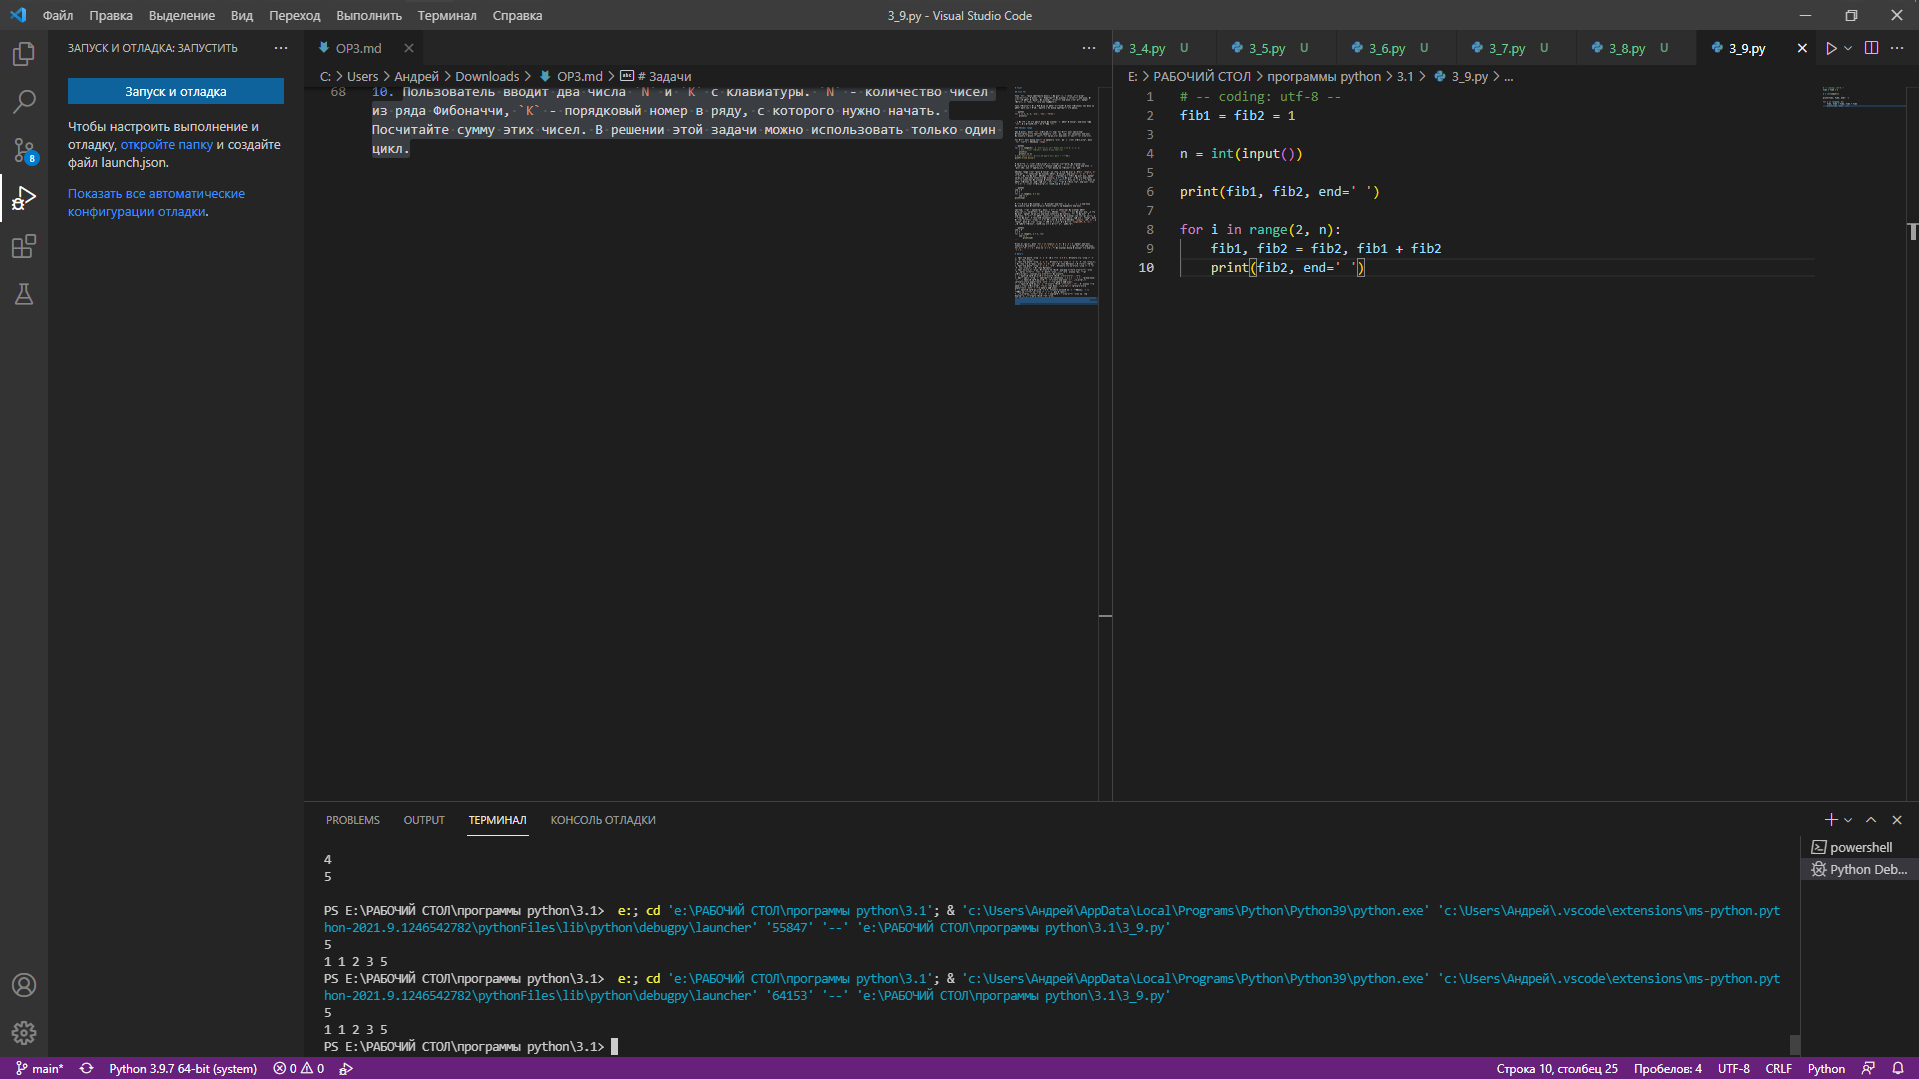 Файл Правка Выделение Вид Переход Выполнить Терминал Справка
3_9.py - Visual Studio Code
ЗАПУСК И ОТЛАДКА: ЗАПУСТИТЬ
Запуск и отладка
Чтобы настроить выполнение и
отладку, откройте папку и создайте
файл launch.json.
Показать все автоматические
конфигурации отладки.
8
OP3.md
C: > Users > Андрей > Downloads > OP3.md > # Задачи
68 10. Пользователь вводит два числа `N` и `K` с клавиатуры. `N` - количество чисел
из ряда Фибоначчи, `K` - порядковый номер в ряду, с которого нужно начать.
Посчитайте сумму этих чисел. В решении этой задачи можно использовать только один
цикл.
3_4.py U 3_5.py U 3_6.py U 3_7.py U 3_8.py U 3_9.py
E: > РАБОЧИЙ СТОЛ > программы python > 3.1 > 3_9.py > ...
1 # -- coding: utf-8 --
2 fib1 = fib2 = 1
3
4 n = int(input())
5
6 print(fib1, fib2, end=' ')
7
8 for i in range(2, n):
9 fib1, fib2 = fib2, fib1 + fib2
10 print(fib2, end=' ')
PROBLEMS OUTPUT ТЕРМИНАЛ КОНСОЛЬ ОТЛАДКИ
powershell
Python Deb...
4
5
PS E:\РАБОЧИЙ СТОЛ\программы python\3.1> e:; cd 'e:\РАБОЧИЙ СТОЛ\программы python\3.1'; & 'c:\Users\Андрей\AppData\Local\Programs\Python\Python39\python.exe' 'c:\Users\Андрей\.vscode\extensions\ms-python.pyt
hon-2021.9.1246542782\pythonFiles\lib\python\debugpy\launcher' '55847' '--' 'e:\РАБОЧИЙ СТОЛ\программы python\3.1\3_9.py'
5
1 1 2 3 5
PS E:\РАБОЧИЙ СТОЛ\программы python\3.1> e:; cd 'e:\РАБОЧИЙ СТОЛ\программы python\3.1'; & 'c:\Users\Андрей\AppData\Local\Programs\Python\Python39\python.exe' 'c:\Users\Андрей\.vscode\extensions\ms-python.pyt
hon-2021.9.1246542782\pythonFiles\lib\python\debugpy\launcher' '64153' '--' 'e:\РАБОЧИЙ СТОЛ\программы python\3.1\3_9.py'
5
1 1 2 3 5
PS E:\РАБОЧИЙ СТОЛ\программы python\3.1>
main* Python 3.9.7 64-bit (system) 0 0
Строка 10, столбец 25 Пробелов: 4 UTF-8 CRLF Python